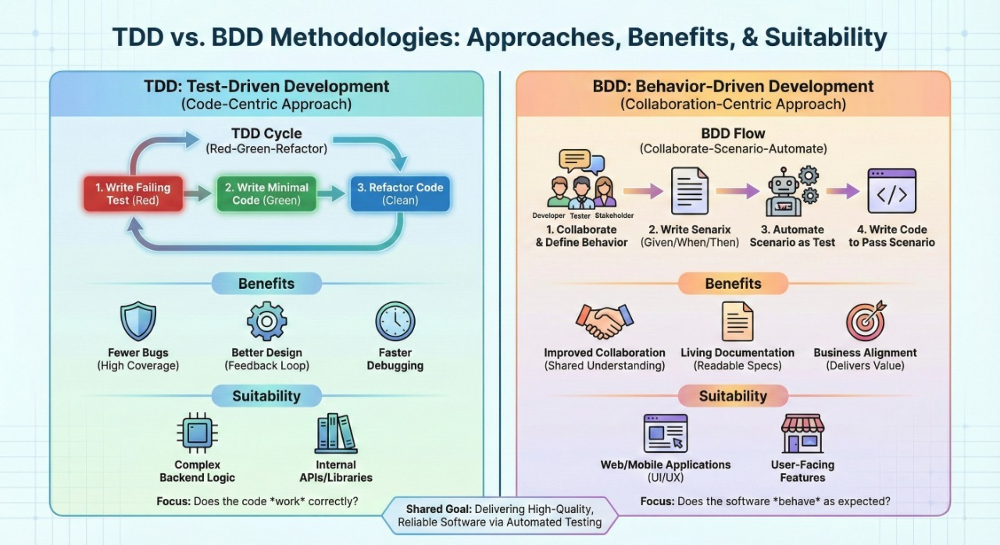 TDD vs. BDD Methodologies: Approaches, Benefits, & Suitability
TDD: Test-Driven Development
(Code-Centric Approach)
TDD Cycle
(Red-Green-Refactor)
1. Write Failing
Test (Red)
2. Write Minimal
Code (Green)
3. Refactor Code
(Clean)
Benefits
Fewer Bugs
(High Coverage)
Better Design
(Feedback Loop)
Faster
Debugging
Suitability
Complex
Backend Logic
Internal
APIs/Libraries
Focus: Does the code *work* correctly?
BDD: Behavior-Driven Development
(Collaboration-Centric Approach)
BDD Flow
(Collaborate-Scenario-Automate)
Developer Tester Stakeholder
1. Collaborate
& Define Behavior
2. Write Senarix
(Given/When/Then)
3. Automate
Scenario as Test
</>
4. Write Code
to Pass Scenario
Benefits
Improved Collaboration
(Shared Understanding)
Living Documentation
(Readable Specs)
Business Alignment
(Delivers Value)
Suitability
Web/Mobile Applications
(UI/UX)
User-Facing
Features
Focus: Does the software *behave* as expected?
Shared Goal: Delivering High-Quality,
Reliable Software via Automated Testing